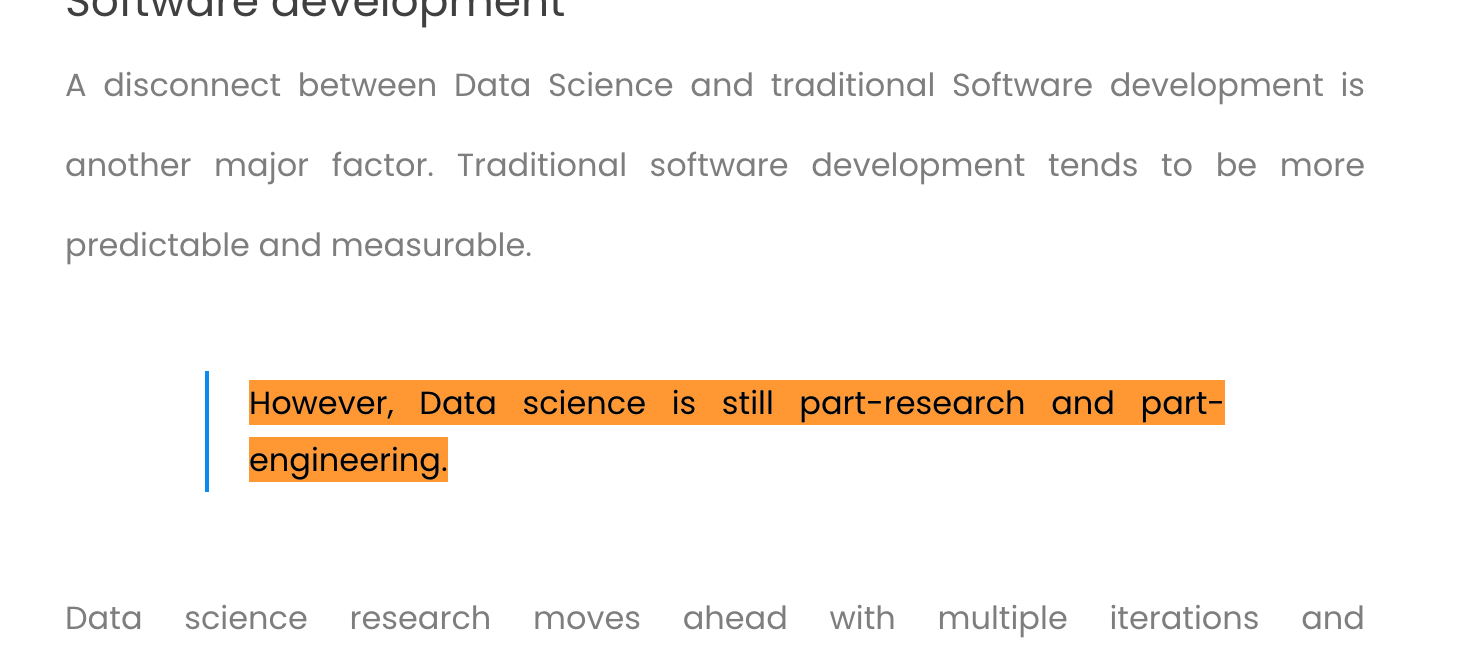 Software development
A disconnect between Data Science and traditional Software development is
another major factor. Traditional software development tends to be more
predictable and measurable.
However, Data science is still part-research and part-
engineering.
Data science research moves ahead with multiple iterations and